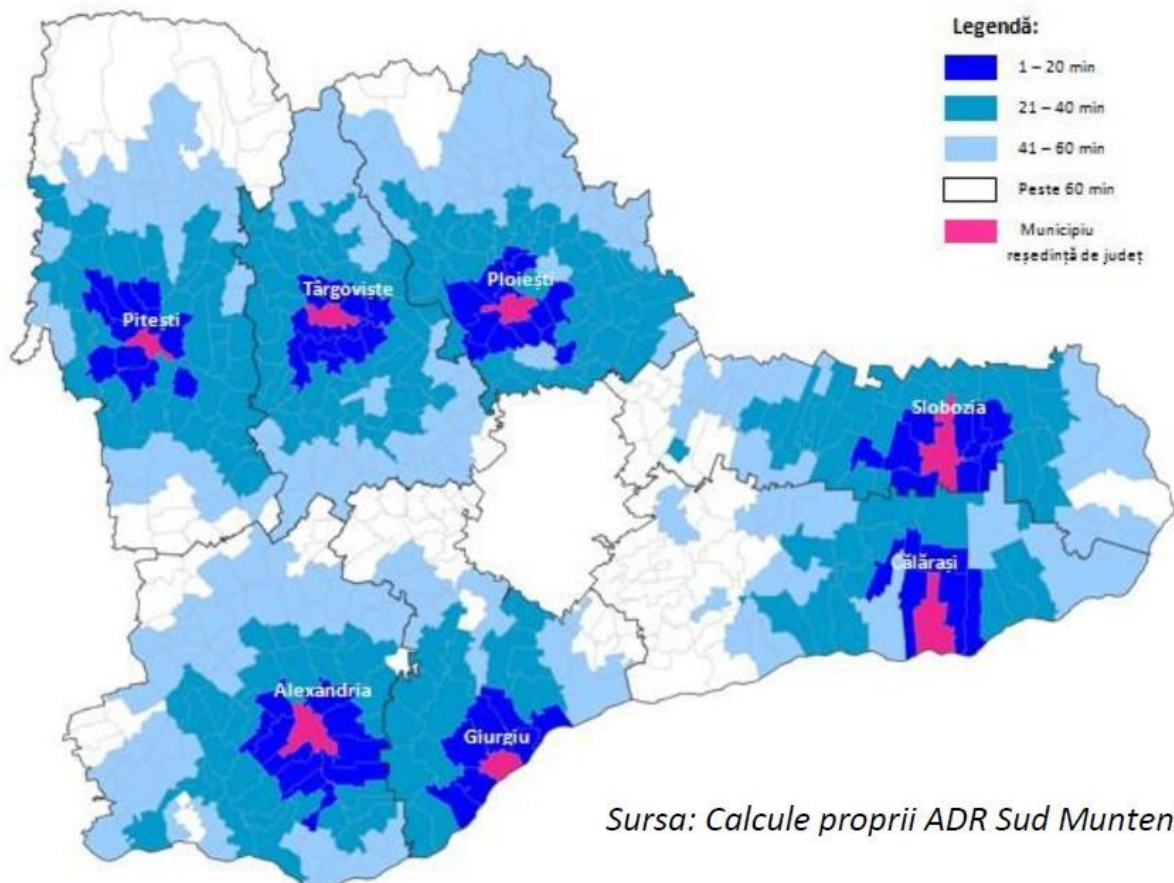 Legendă:
1 – 20 min
21 – 40 min
41 – 60 min
Peste 60 min
Municipiu
reședință de județ
Ploiești
Târgoviște
Pitești
Slobozia
Călărași
Alexandria
Giurgiu
Sursa: Calcule proprii ADR Sud Munten